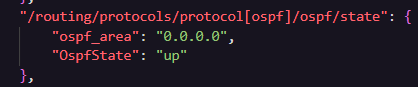 },
"/routing/protocols/protocol[ospf]/ospf/state": {
"ospf_area": "0.0.0.0",
"OspfState": "up"
},